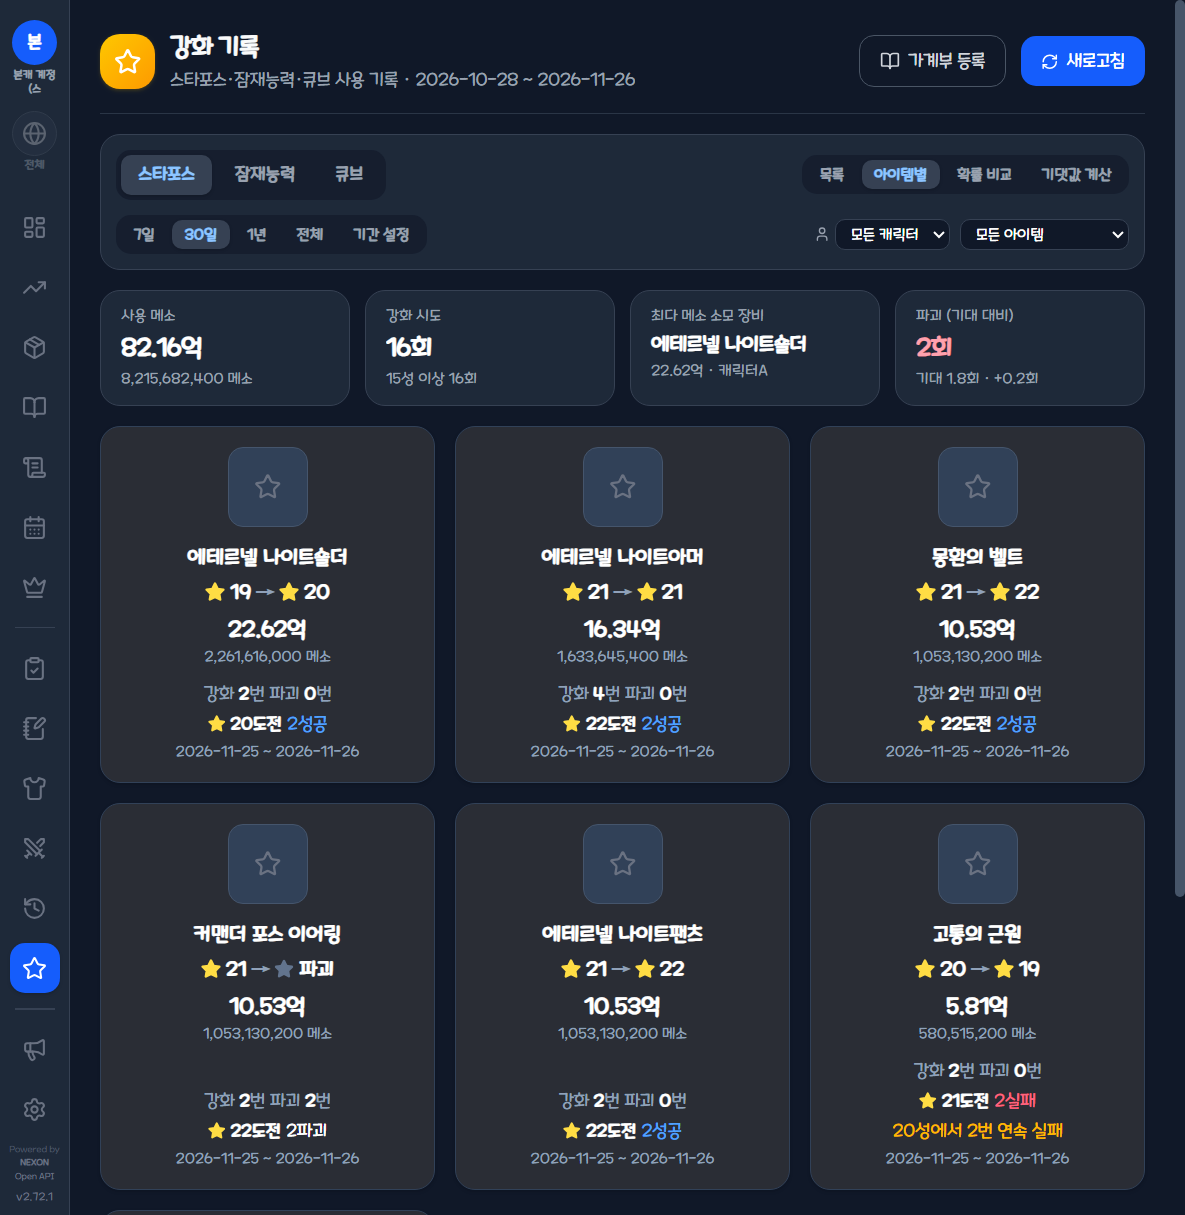 본
본캐 계정
(스
전체
Powered by
NEXON
Open API
v2.12.1
강화 기록
스타포스·잠재능력·큐브 사용 기록 · 2026-10-28 ~ 2026-11-26
가계부 등록
새로고침
스타포스 잠재능력 큐브
목록 아이템별 확률 비교 기댓값 계산
7일 30일 1년 전체 기간 설정
모든 캐릭터 모든 아이템
사용 메소
82.16억
8,215,682,400 메소
강화 시도
16회
15성 이상 16회
최다 메소 소모 장비
에테르넬 나이트숄더
22.62억 · 캐릭터A
파괴 (기대 대비)
2회
기대 1.8회 · +0.2회
에테르넬 나이트숄더
19 → 20
22.62억
2,261,616,000 메소
강화 2번 파괴 0번
20도전 2성공
2026-11-25 ~ 2026-11-26
에테르넬 나이트아머
21 → 21
16.34억
1,633,645,400 메소
강화 4번 파괴 0번
22도전 2성공
2026-11-25 ~ 2026-11-26
몽환의 벨트
21 → 22
10.53억
1,053,130,200 메소
강화 2번 파괴 0번
22도전 2성공
2026-11-25 ~ 2026-11-26
커맨더 포스 이어링
21 → 파괴
10.53억
1,053,130,200 메소
강화 2번 파괴 2번
22도전 2파괴
2026-11-25 ~ 2026-11-26
에테르넬 나이트팬츠
21 → 22
10.53억
1,053,130,200 메소
강화 2번 파괴 0번
22도전 2성공
2026-11-25 ~ 2026-11-26
고통의 근원
20 → 19
5.81억
580,515,200 메소
강화 2번 파괴 0번
21도전 2실패
20성에서 2번 연속 실패
2026-11-25 ~ 2026-11-26